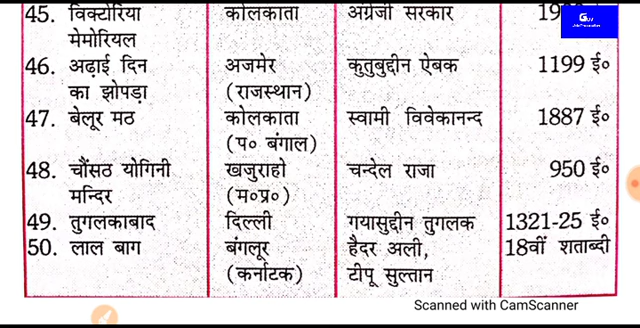 45. विक्टोरिया कोलकाता अंग्रेजी सरकार
मेमोरियल
46. अढ़ाई दिन अजमेर कुतुबुद्दीन ऐबक 1199 ई०
का झोपड़ा (राजस्थान)
47. बेलूर मठ कोलकाता स्वामी विवेकानन्द 1887 ई०
(प० बंगाल)
48. चौंसठ योगिनी खजुराहो चन्देल राजा 950 ई०
मन्दिर (म०प्र०)
49. तुगलकाबाद दिल्ली गयासुद्दीन तुगलक 1321-25 ई०
50. लाल बाग बंगलूर हैदर अली, 18वीं शताब्दी
(कर्नाटक) टीपू सुल्तान
Scanned with CamScanner